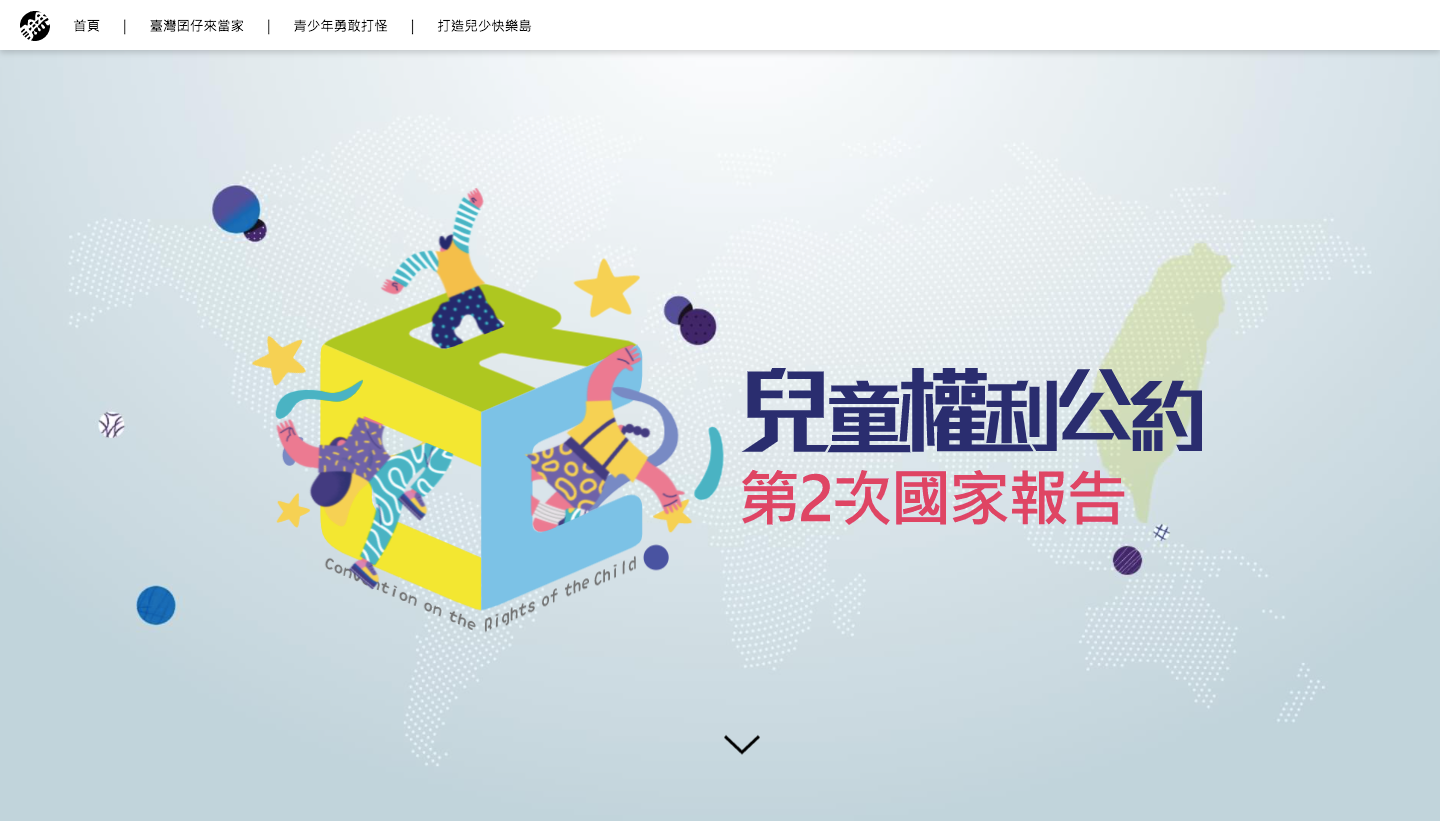 首頁 | 臺灣囝仔來當家 | 青少年勇敢打怪 | 打造兒少快樂島
兒童權利公約
第2次國家報告
Convention on the Rights of the Child